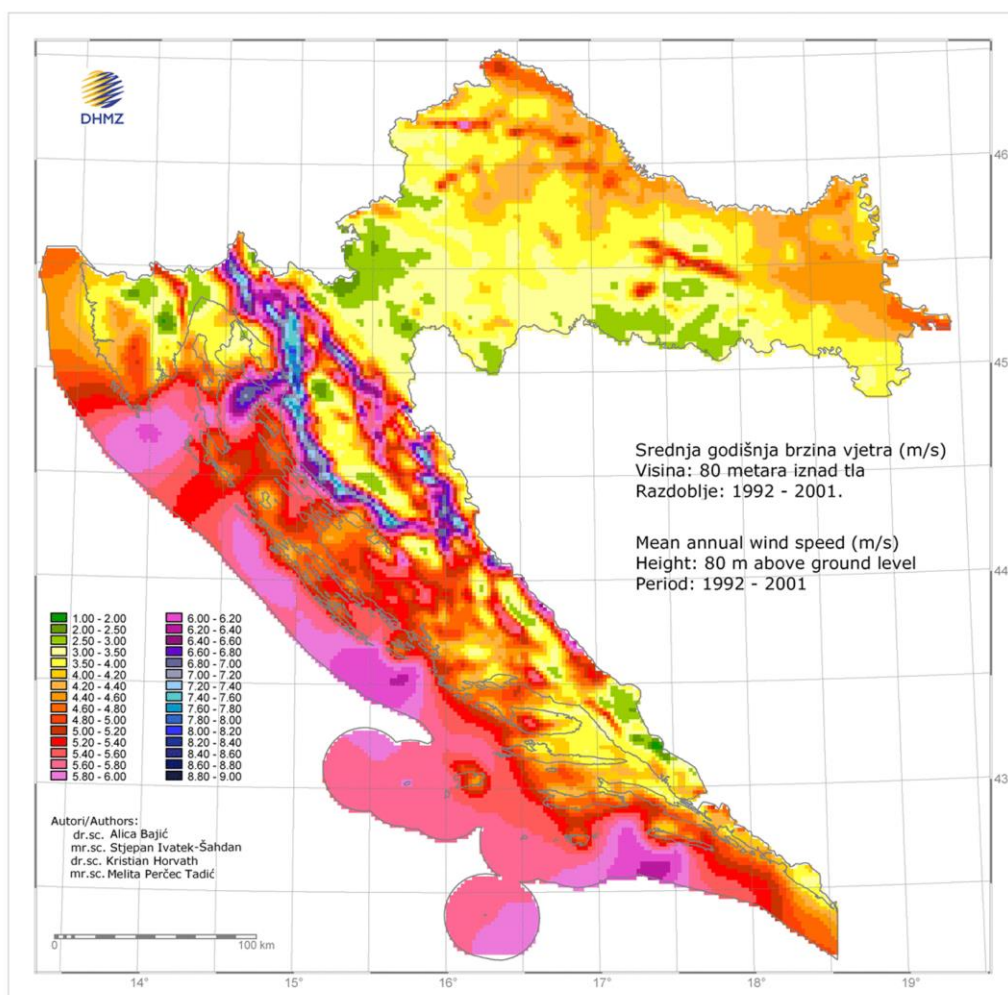 DHMZ
46
45
Srednja godišnja brzina vjetra (m/s)
Visina: 80 metara iznad tla
Razdoblje: 1992 - 2001.
Mean annual wind speed (m/s)
Height: 80 m above ground level
Period: 1992 - 2001
44
1.00 - 2.00
2.00 - 2.50
2.50 - 3.00
3.00 - 3.50
3.50 - 4.00
4.00 - 4.20
4.20 - 4.40
4.40 - 4.60
4.60 - 4.80
4.80 - 5.00
5.00 - 5.20
5.20 - 5.40
5.40 - 5.60
5.60 - 5.80
5.80 - 6.00
6.00 - 6.20
6.20 - 6.40
6.40 - 6.60
6.60 - 6.80
6.80 - 7.00
7.00 - 7.20
7.20 - 7.40
7.40 - 7.60
7.60 - 7.80
7.80 - 8.00
8.00 - 8.20
8.20 - 8.40
8.40 - 8.60
8.60 - 8.80
8.80 - 9.00
43
Autori/Authors:
dr.sc. Alica Bajić
mr.sc. Stjepan Ivatek-Šahdan
dr.sc. Kristian Horvath
mr.sc. Melita Perčec Tadić
0 100 km
14° 15° 16° 17° 18° 19°